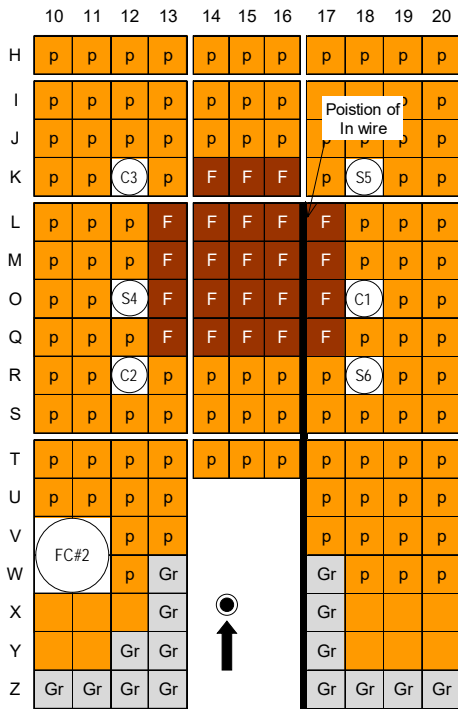 10 11 12 13 14 15 16 17 18 19 20
H p p p p p p p p p p p
I p p p p p p p p p
Poistion of
In wire
J p p p p p p p p p
K p p C3 p F F F p S5 p p
L p p p F F F F F p p p
M p p p F F F F F p p p
O p p S4 F F F F F C1 p p
Q p p p F F F F F p p p
R p p C2 p p p p p S6 p p
S p p p p p p p p p p p
T p p p p p p p p p p p
U p p p p p p p p
V p p p p p p
FC#2
W p Gr Gr p p p
X Gr Gr
Y Gr Gr Gr
Z Gr Gr Gr Gr Gr Gr Gr Gr